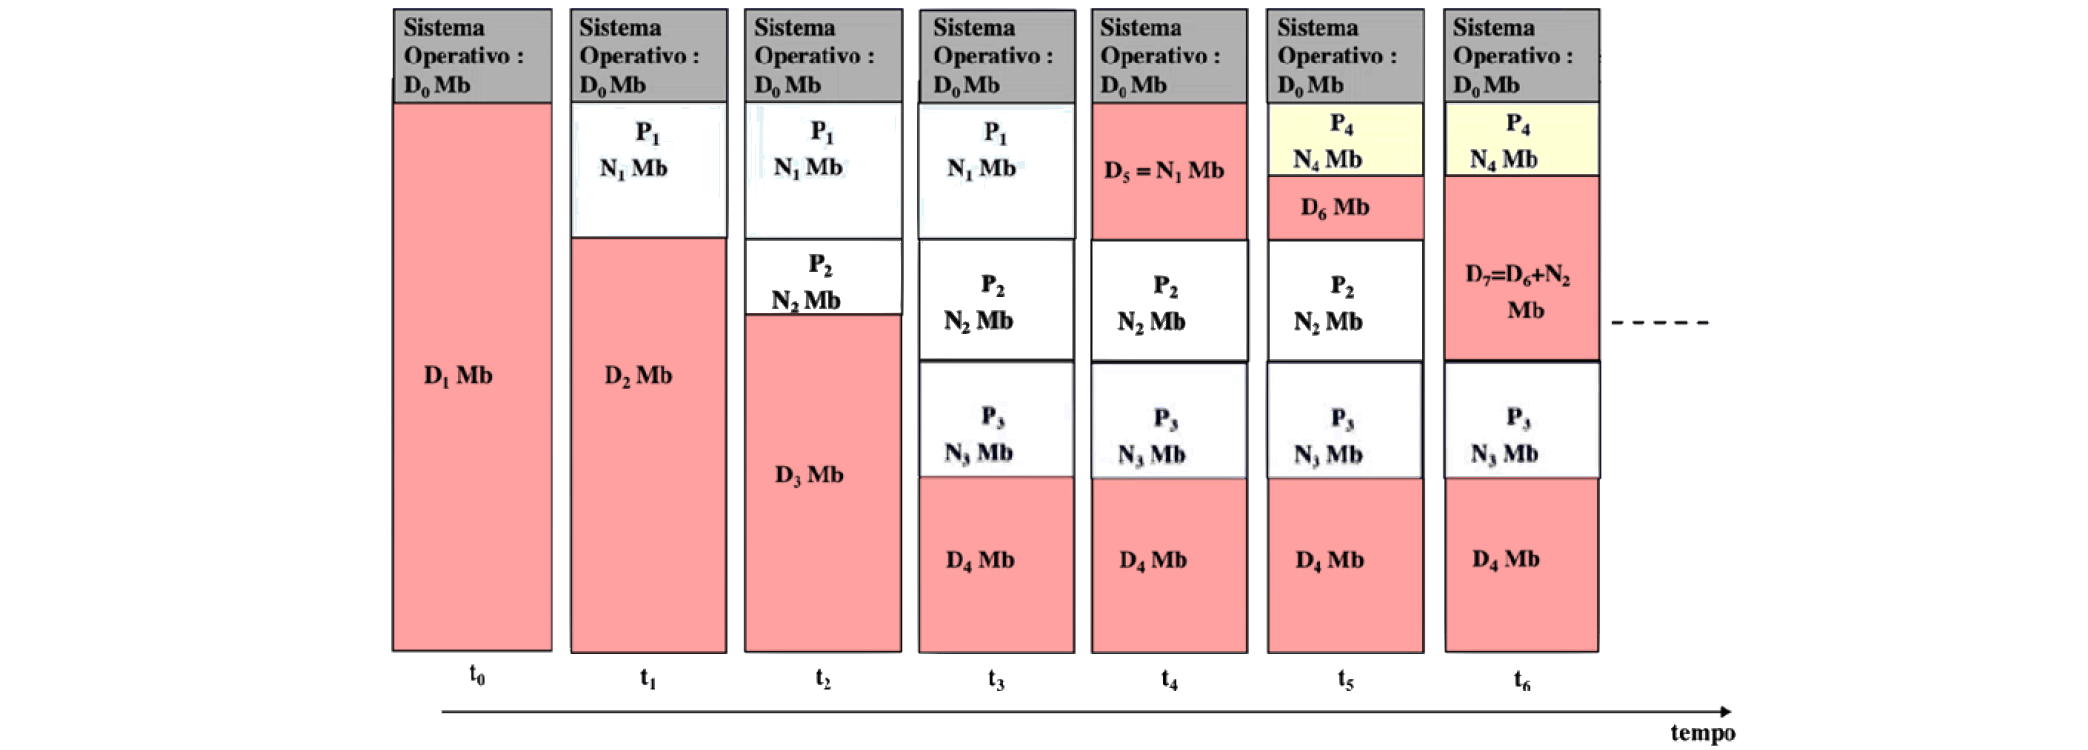 Sistema
Operativo :
D₀ Mb
D₁ Mb
t₀
Sistema
Operativo :
D₀ Mb
P₁
N₁ Mb
D₂ Mb
t₁
Sistema
Operativo :
D₀ Mb
P₁
N₁ Mb
P₂
N₂ Mb
D₃ Mb
t₂
Sistema
Operativo :
D₀ Mb
P₁
N₁ Mb
P₂
N₂ Mb
P₃
N₃ Mb
D₄ Mb
t₃
Sistema
Operativo :
D₀ Mb
D₅ = N₁ Mb
P₂
N₂ Mb
P₃
N₃ Mb
D₄ Mb
t₄
Sistema
Operativo :
D₀ Mb
P₄
N₄ Mb
D₆ Mb
P₂
N₂ Mb
P₃
N₃ Mb
D₄ Mb
t₅
Sistema
Operativo :
D₀ Mb
P₄
N₄ Mb
D₇=D₆+N₂
Mb
P₃
N₃ Mb
D₄ Mb
t₆
tempo